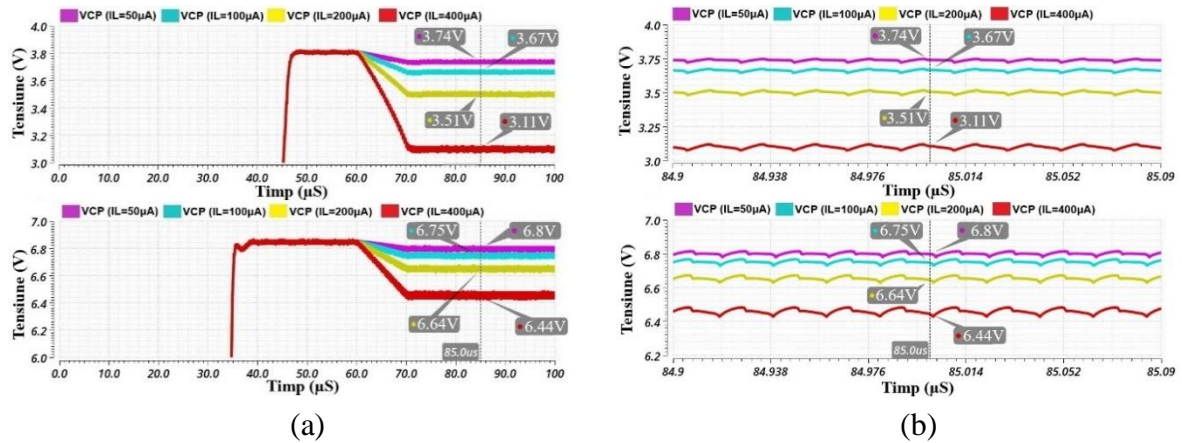 VCP (IL=50µA) VCP (IL=100µA) VCP (IL=200µA) VCP (IL=400µA)
4.0
3.8
3.6
3.4
3.2
3.0
Tensiune (V)
3.74V
3.67V
3.51V
3.11V
0.0 10.0 20.0 30.0 40.0 50.0 60.0 70.0 80.0 90.0 100
Timp (µS)
VCP (IL=50µA) VCP (IL=100µA) VCP (IL=200µA) VCP (IL=400µA)
7.0
6.8
6.6
6.4
6.2
6.0
Tensiune (V)
6.75V
6.8V
6.64V
6.44V
85.0us
0.0 10.0 20.0 30.0 40.0 50.0 60.0 70.0 80.0 90.0 100
Timp (µS)
(a)
VCP (IL=50µA) VCP (IL=100µA) VCP (IL=200µA) VCP (IL=400µA)
4.0
3.75
3.5
3.25
3.0
Tensiune (V)
3.74V
3.67V
3.51V
3.11V
84.9 84.938 84.976 85.014 85.052 85.09
Timp (µS)
VCP (IL=50µA) VCP (IL=100µA) VCP (IL=200µA) VCP (IL=400µA)
7.0
6.8
6.6
6.4
6.2
Tensiune (V)
6.75V
6.8V
6.64V
6.44V
85.0us
84.9 84.938 84.976 85.014 85.052 85.09
Timp (µS)
(b)